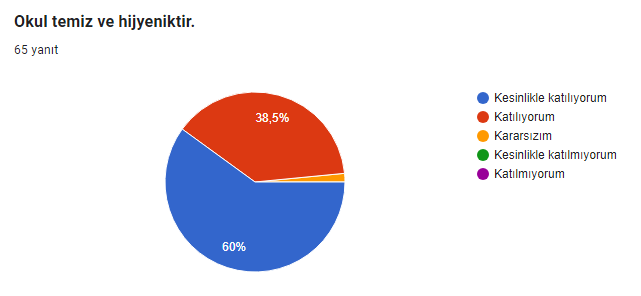 Okul temiz ve hijyeniktir.
65 yanıt
38,5%
60%
Kesinlikle katılıyorum
Katılıyorum
Kararsızım
Kesinlikle katılmıyorum
Katılmıyorum